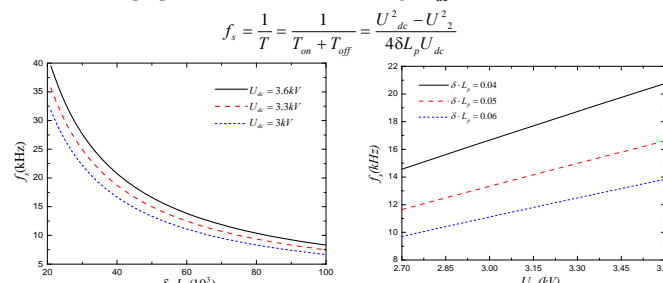 f_s = 1/T = 1/(T_on + T_off) = (U²_dc − U²_2)/(4δL_pU_dc)
40
35
30
25
20
15
10
5
f_s(kHz)
U_dc = 3.6kV
U_dc = 3.3kV
U_dc = 3kV
20 40 60 80 100
22
20
18
16
14
12
10
8
f_s(kHz)
δ·L_p = 0.04
δ·L_p = 0.05
δ·L_p = 0.06
2.70 2.85 3.00 3.15 3.30 3.45